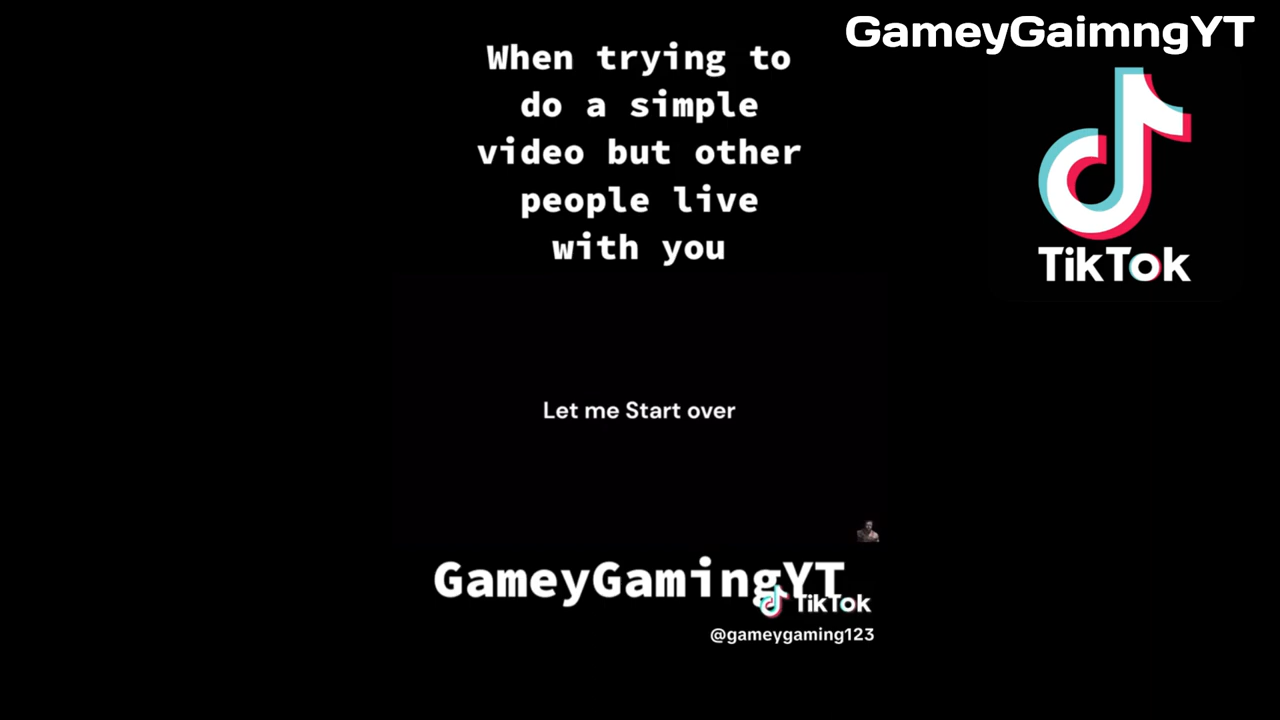 GameyGaimngYT
When trying to
do a simple
video but other
people live
with you
TikTok
Let me Start over
GameyGamingYT
TikTok
@gameygaming123